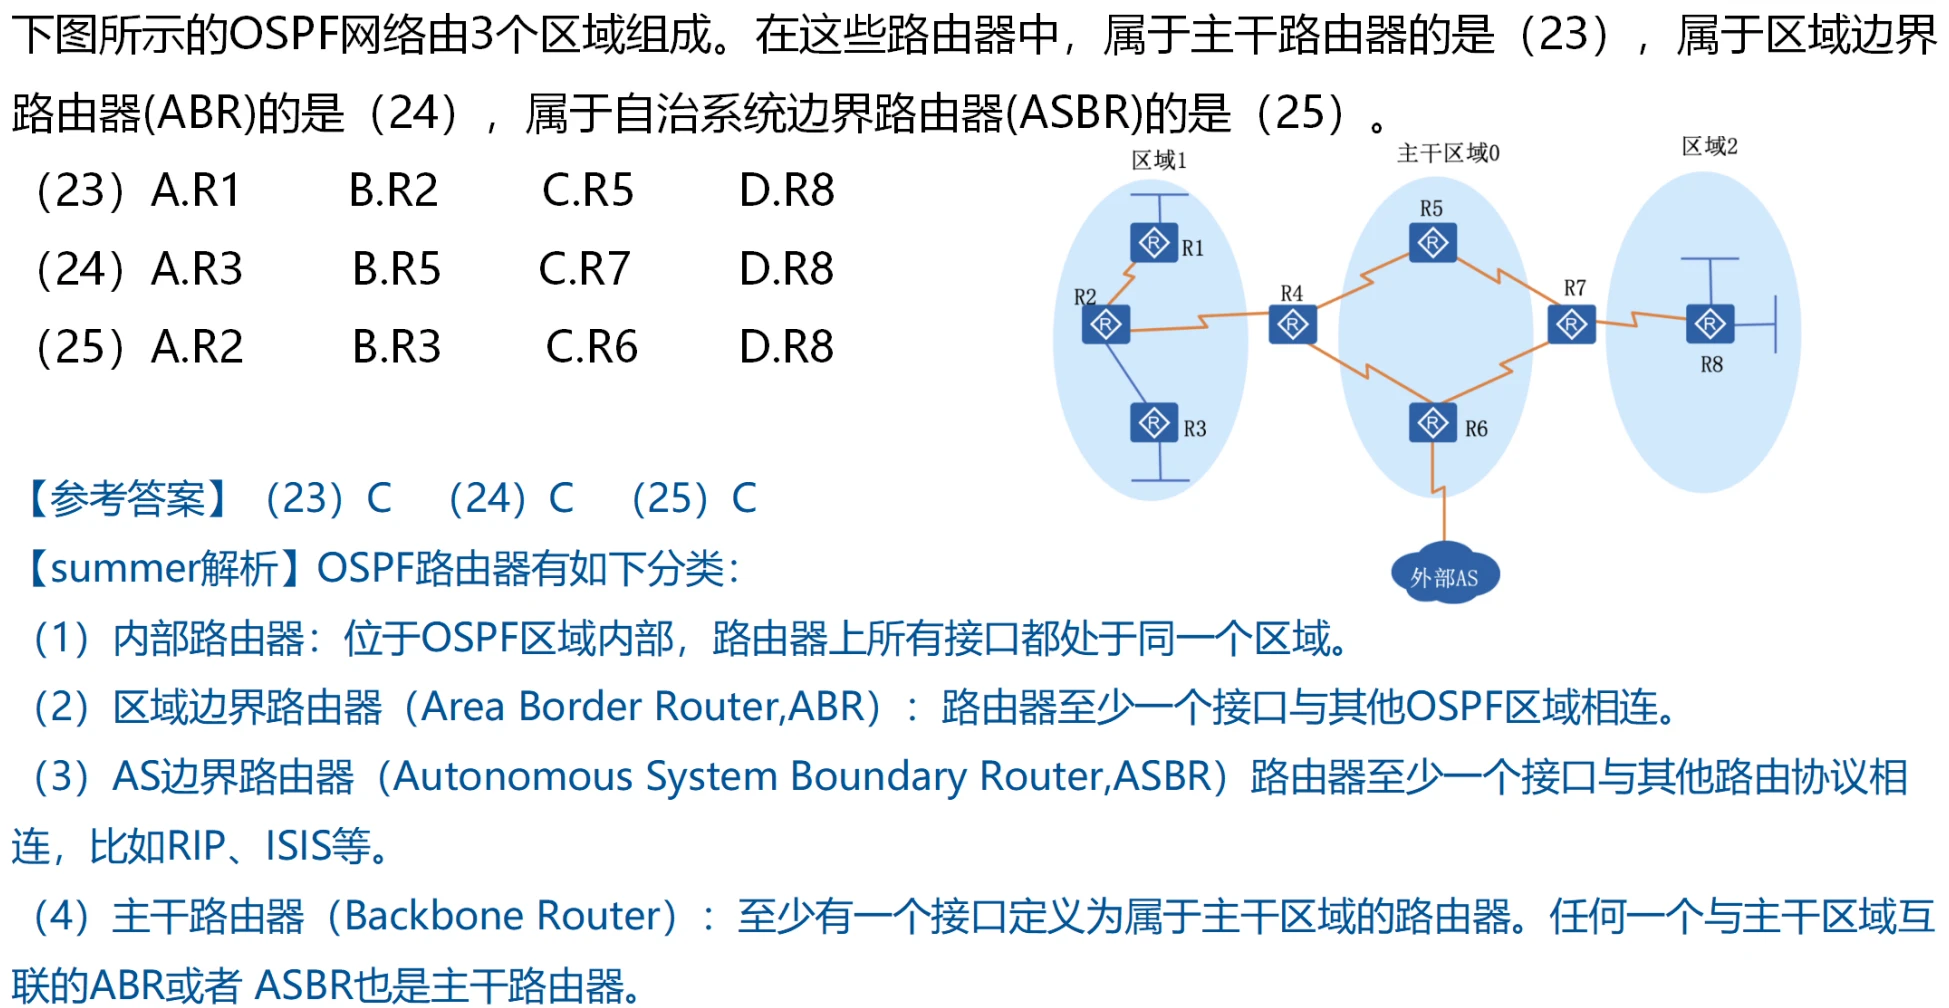 下图所示的OSPF网络由3个区域组成。在这些路由器中，属于主干路由器的是（23），属于区域边界
路由器(ABR)的是（24），属于自治系统边界路由器(ASBR)的是（25）。
（23）A.R1 B.R2 C.R5 D.R8
（24）A.R3 B.R5 C.R7 D.R8
（25）A.R2 B.R3 C.R6 D.R8
区域1
主干区域0
区域2
R1
R2
R3
R4
R5
R6
R7
R8
外部AS
【参考答案】（23）C （24）C （25）C
【summer解析】OSPF路由器有如下分类：
（1）内部路由器：位于OSPF区域内部，路由器上所有接口都处于同一个区域。
（2）区域边界路由器（Area Border Router,ABR）：路由器至少一个接口与其他OSPF区域相连。
（3）AS边界路由器（Autonomous System Boundary Router,ASBR）路由器至少一个接口与其他路由协议相
连，比如RIP、ISIS等。
（4）主干路由器（Backbone Router）：至少有一个接口定义为属于主干区域的路由器。任何一个与主干区域互
联的ABR或者 ASBR也是主干路由器。